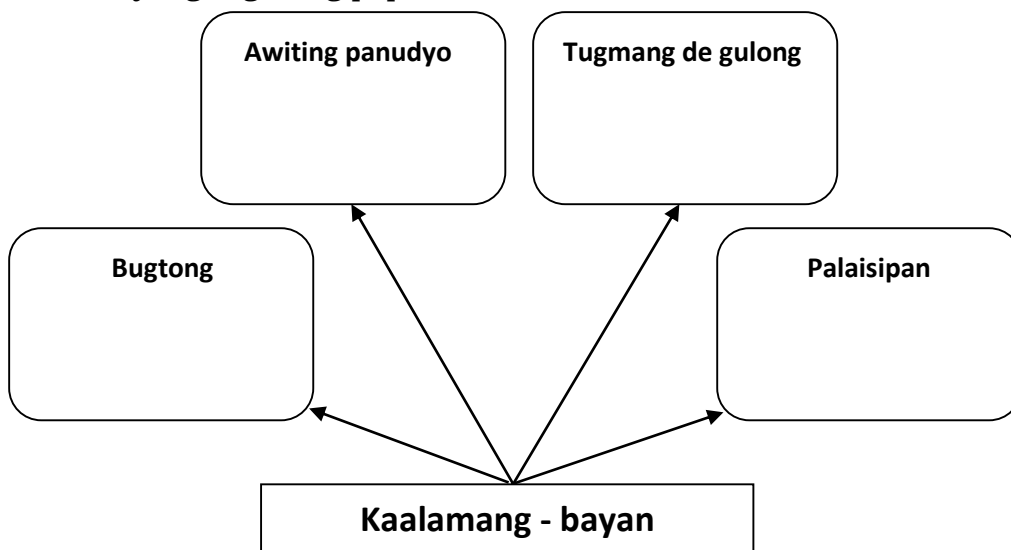 Awiting panudyo
Tugmang de gulong
Bugtong
Palaisipan
Kaalamang - bayan